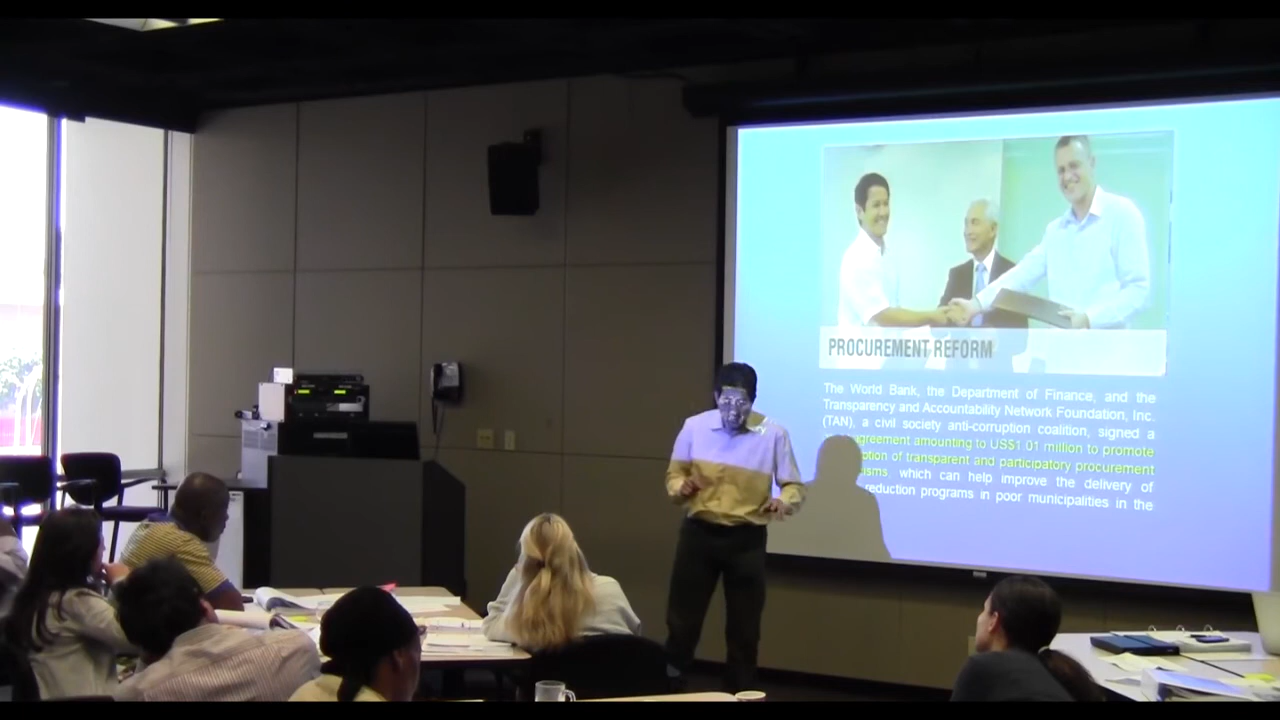 PROCUREMENT REFORM
The World Bank, the Department of Finance, and the
Transparency and Accountability Network Foundation, Inc.
(TAN), a civil society anti-corruption coalition, signed a
agreement amounting to US$1.01 million to promote
of transparent and participatory procurement
which can help improve the delivery of
reduction programs in poor municipalities in the